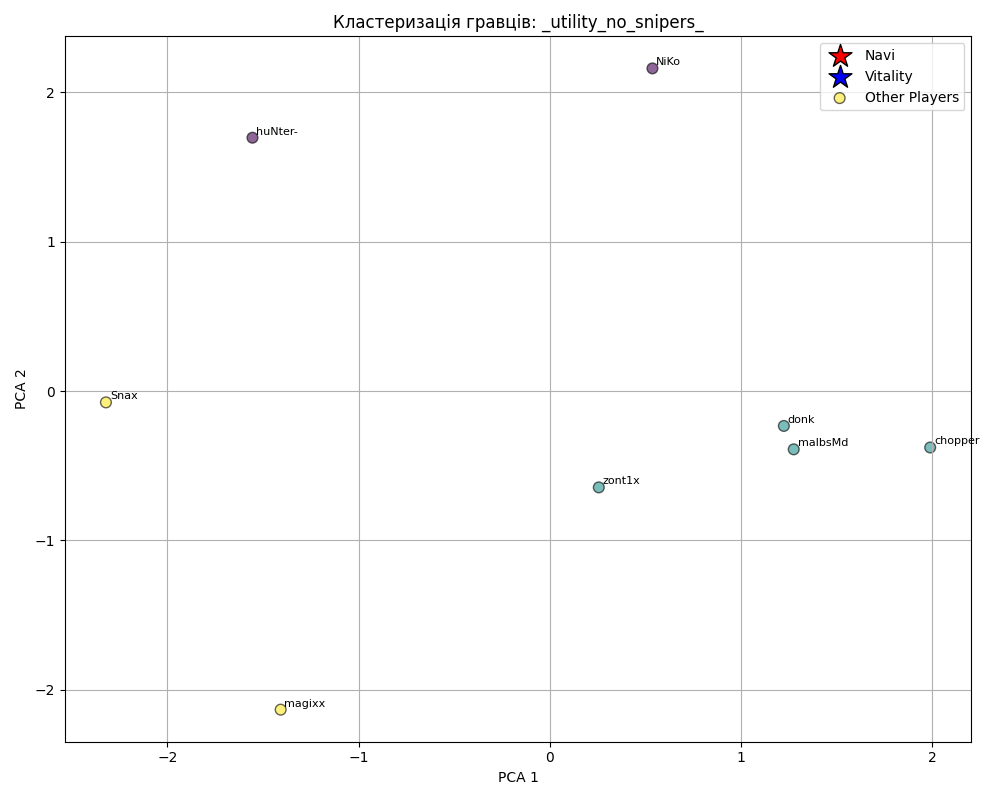 Кластеризація гравців: _utility_no_snipers_
Navi
Vitality
Other Players
NiKo
huNter-
Snax
donk
malbsMd
chopper
zont1x
magixx
2
1
0
−1
−2
PCA 2
−2
−1
0
1
2
PCA 1